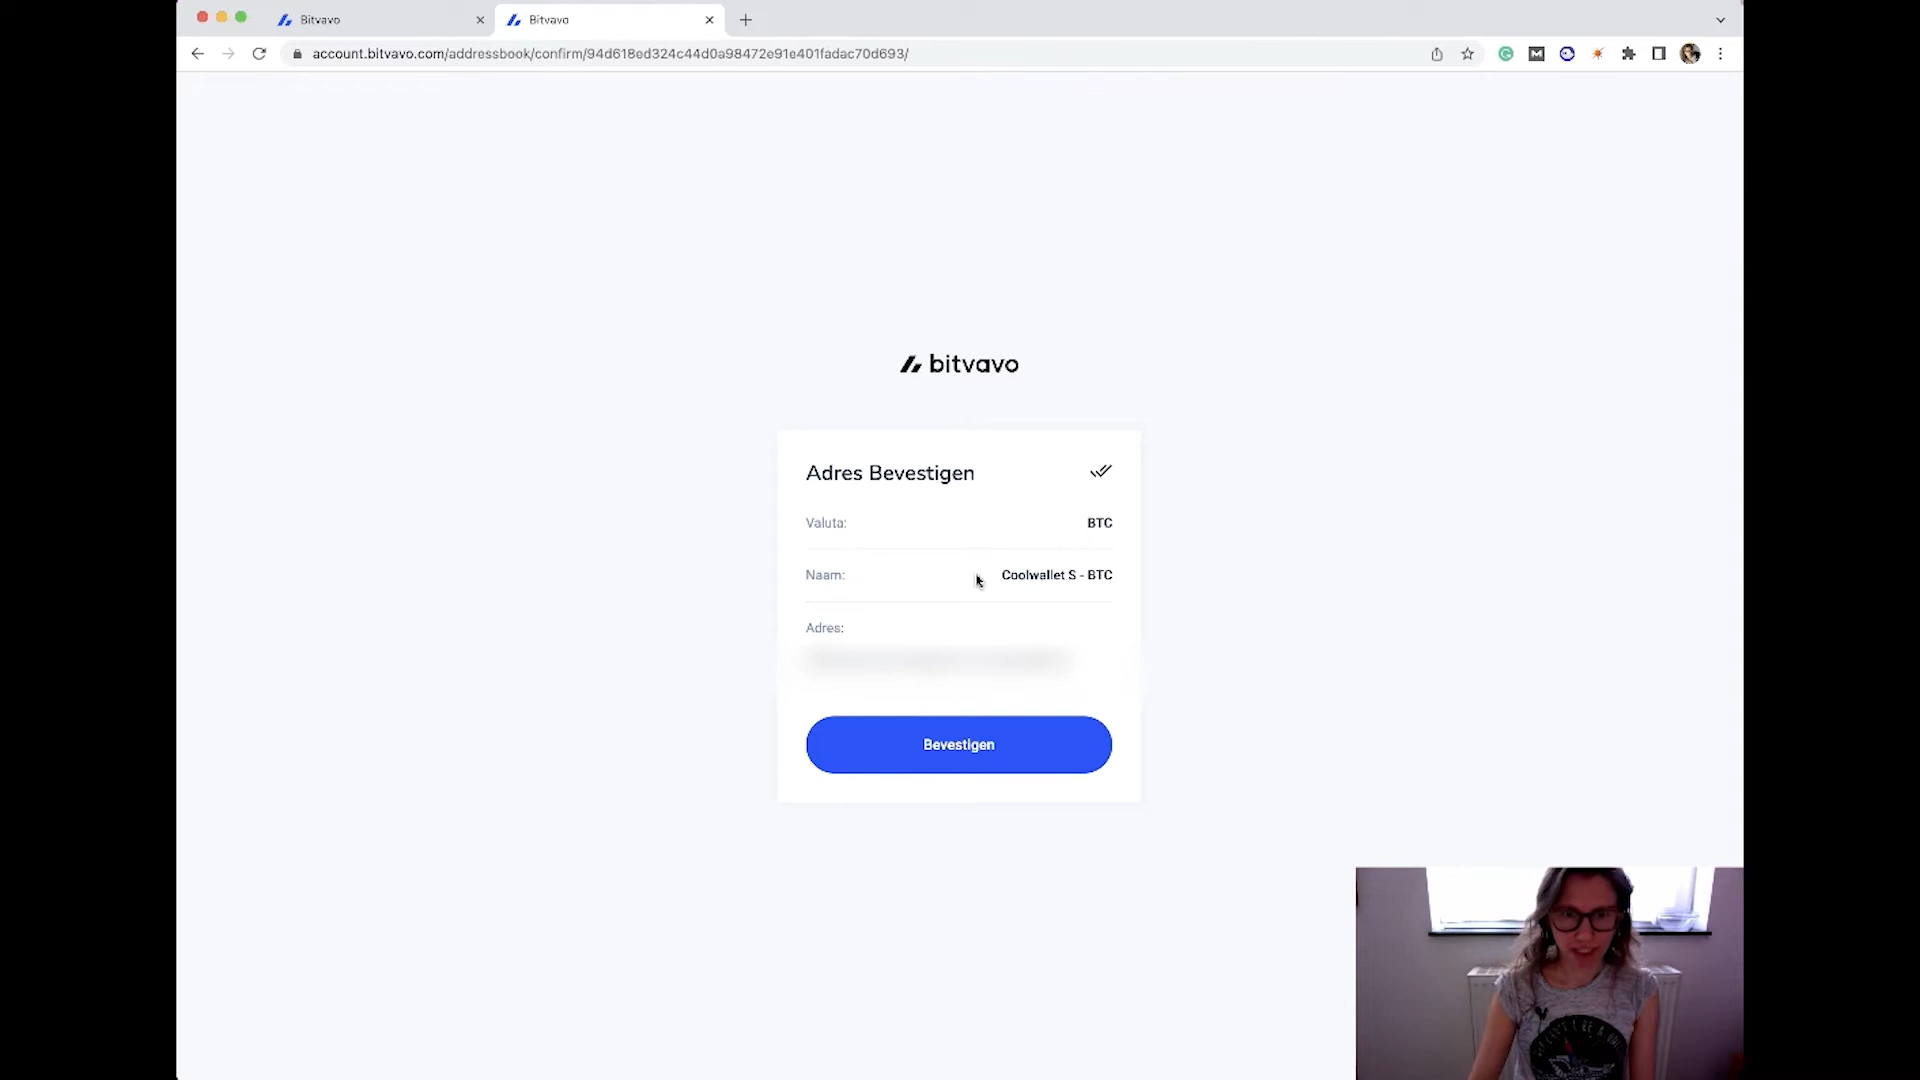 Bitvavo
Bitvavo
account.bitvavo.com/addressbook/confirm/94d618ed324c44d0a98472e91e401fadac70d693/
bitvavo
Adres Bevestigen
Valuta: BTC
Naam: Coolwallet S - BTC
Adres:
Bevestigen